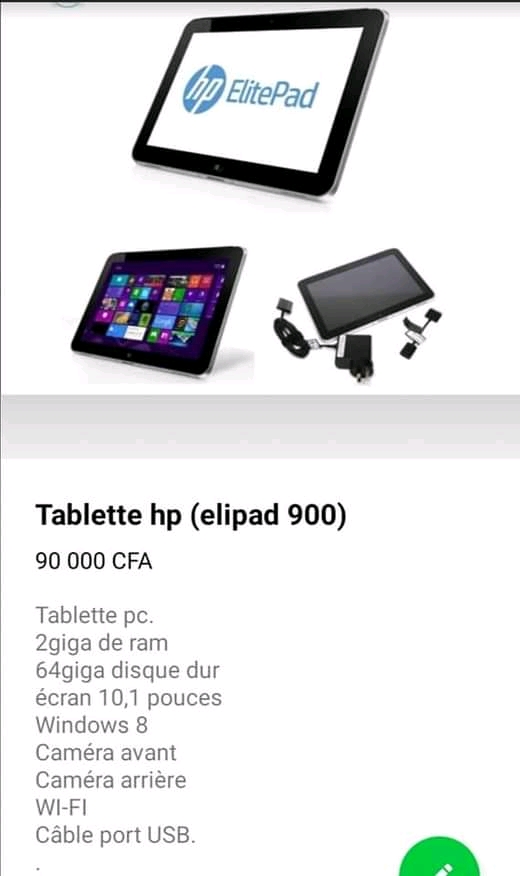 hp ElitePad
Tablette hp (elipad 900)
90 000 CFA
Tablette pc.
2giga de ram
64giga disque dur
écran 10,1 pouces
Windows 8
Caméra avant
Caméra arrière
WI-FI
Câble port USB.
.